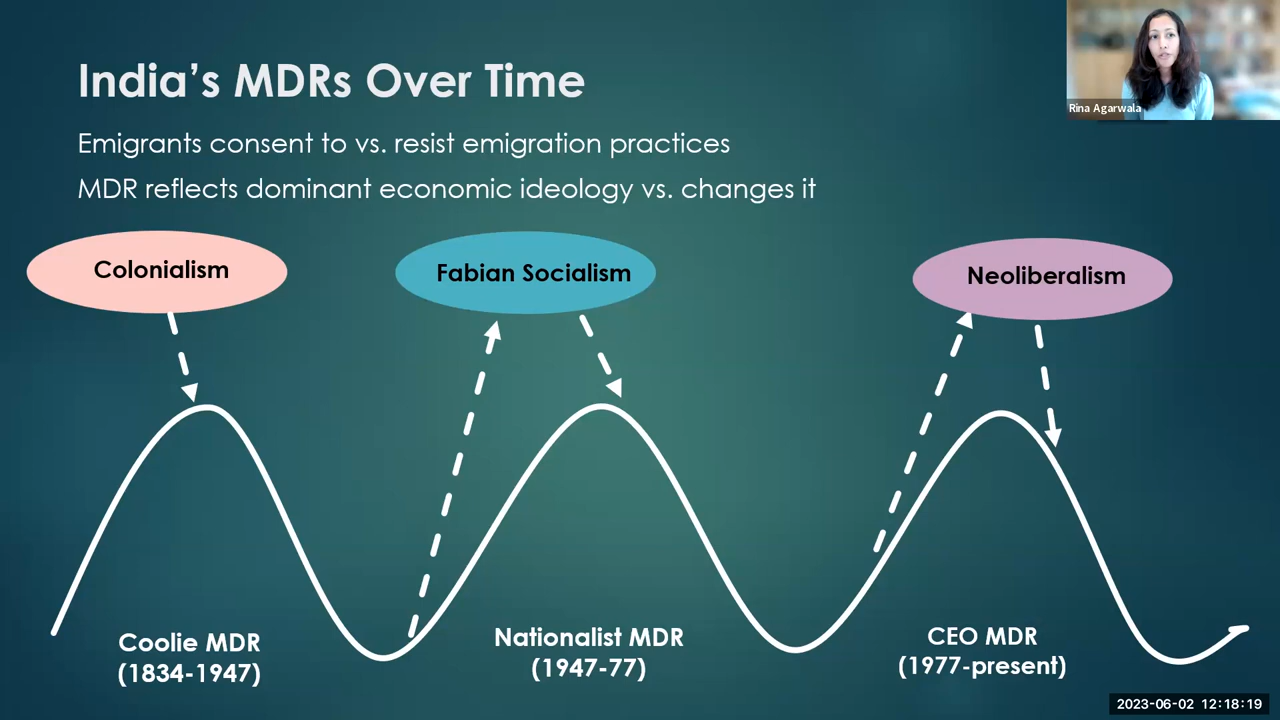 India’s MDRs Over Time
Rina Agarwala
Emigrants consent to vs. resist emigration practices
MDR reflects dominant economic ideology vs. changes it
Colonialism
Fabian Socialism
Neoliberalism
Coolie MDR
(1834-1947)
Nationalist MDR
(1947-77)
CEO MDR
(1977-present)
2023-06-02 12:18:19